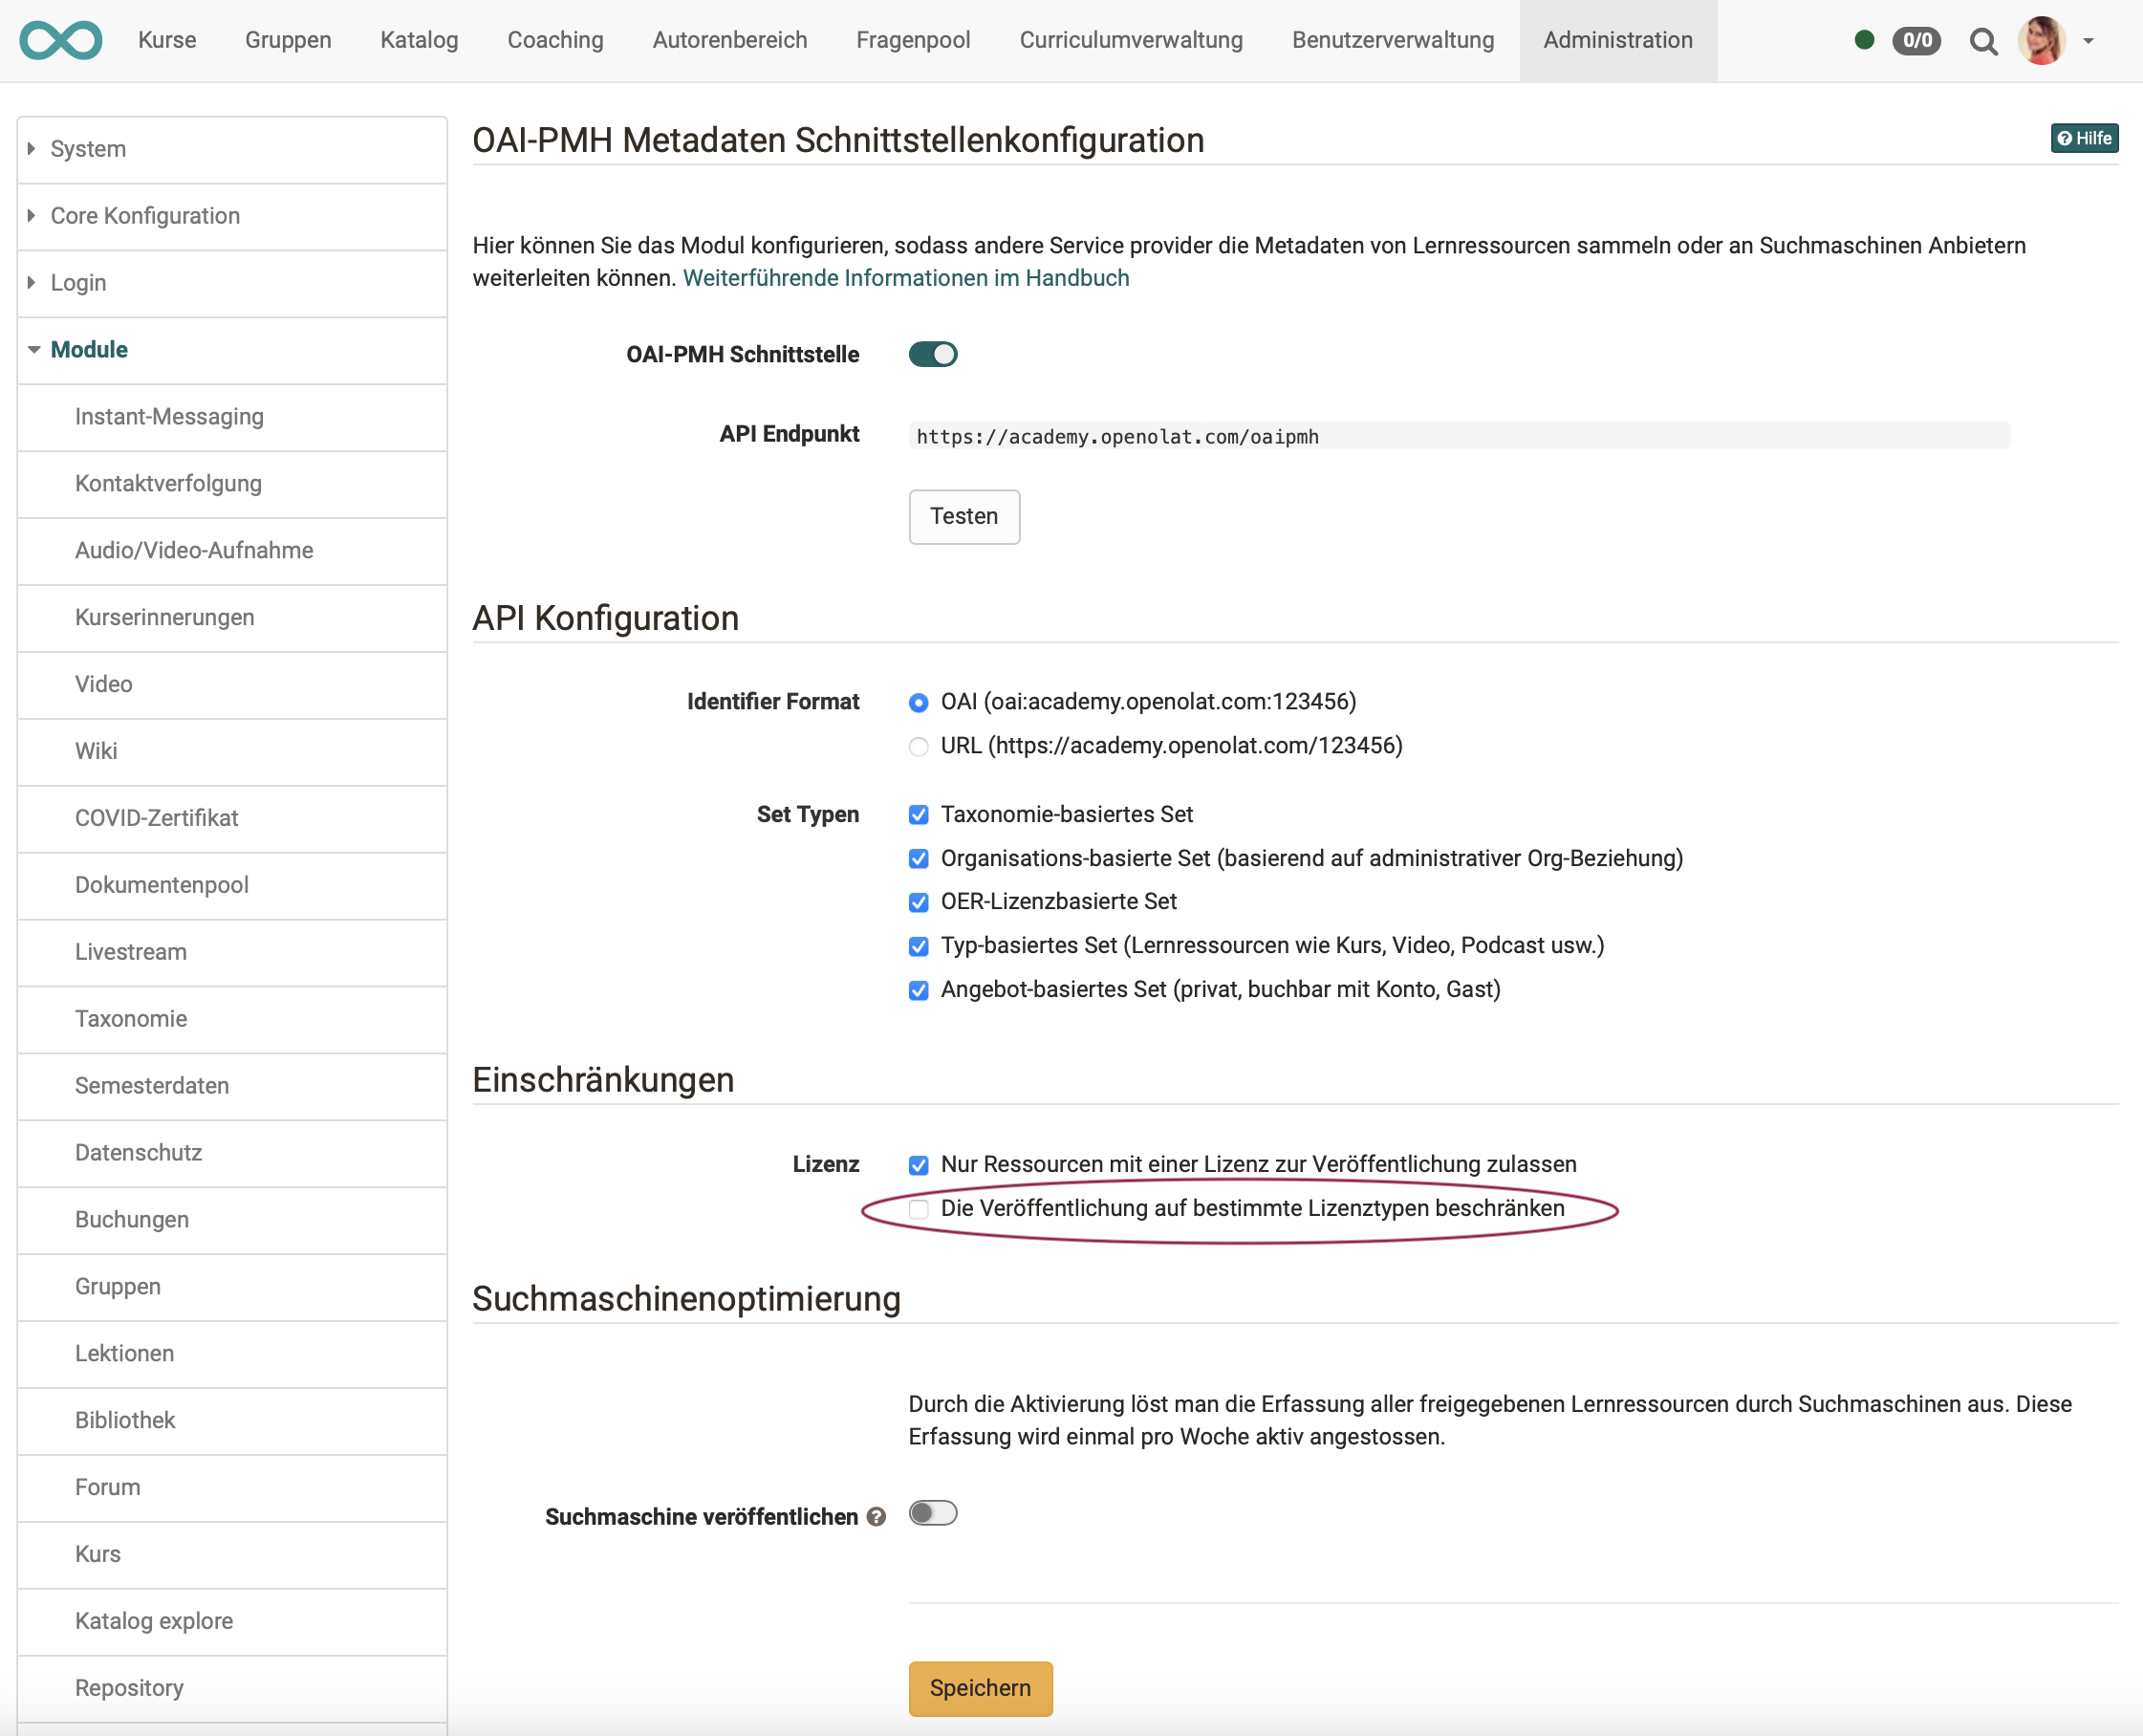 Kurse Gruppen Katalog Coaching Autorenbereich Fragenpool Curriculumverwaltung Benutzerverwaltung Administration 0/0
System
Core Konfiguration
Login
Module
Instant-Messaging
Kontaktverfolgung
Audio/Video-Aufnahme
Kurserinnerungen
Video
Wiki
COVID-Zertifikat
Dokumentenpool
Livestream
Taxonomie
Semesterdaten
Datenschutz
Buchungen
Gruppen
Lektionen
Bibliothek
Forum
Kurs
Katalog explore
Repository
OAI-PMH Metadaten Schnittstellenkonfiguration
Hilfe
Hier können Sie das Modul konfigurieren, sodass andere Service provider die Metadaten von Lernressourcen sammeln oder an Suchmaschinen Anbietern
weiterleiten können. Weiterführende Informationen im Handbuch
OAI-PMH Schnittstelle
API Endpunkt https://academy.openolat.com/oaipmh
Testen
API Konfiguration
Identifier Format OAI (oai:academy.openolat.com:123456)
URL (https://academy.openolat.com/123456)
Set Typen Taxonomie-basiertes Set
Organisations-basierte Set (basierend auf administrativer Org-Beziehung)
OER-Lizenzbasierte Set
Typ-basiertes Set (Lernressourcen wie Kurs, Video, Podcast usw.)
Angebot-basiertes Set (privat, buchbar mit Konto, Gast)
Einschränkungen
Lizenz Nur Ressourcen mit einer Lizenz zur Veröffentlichung zulassen
Die Veröffentlichung auf bestimmte Lizenztypen beschränken
Suchmaschinenoptimierung
Durch die Aktivierung löst man die Erfassung aller freigegebenen Lernressourcen durch Suchmaschinen aus. Diese
Erfassung wird einmal pro Woche aktiv angestossen.
Suchmaschine veröffentlichen
Speichern